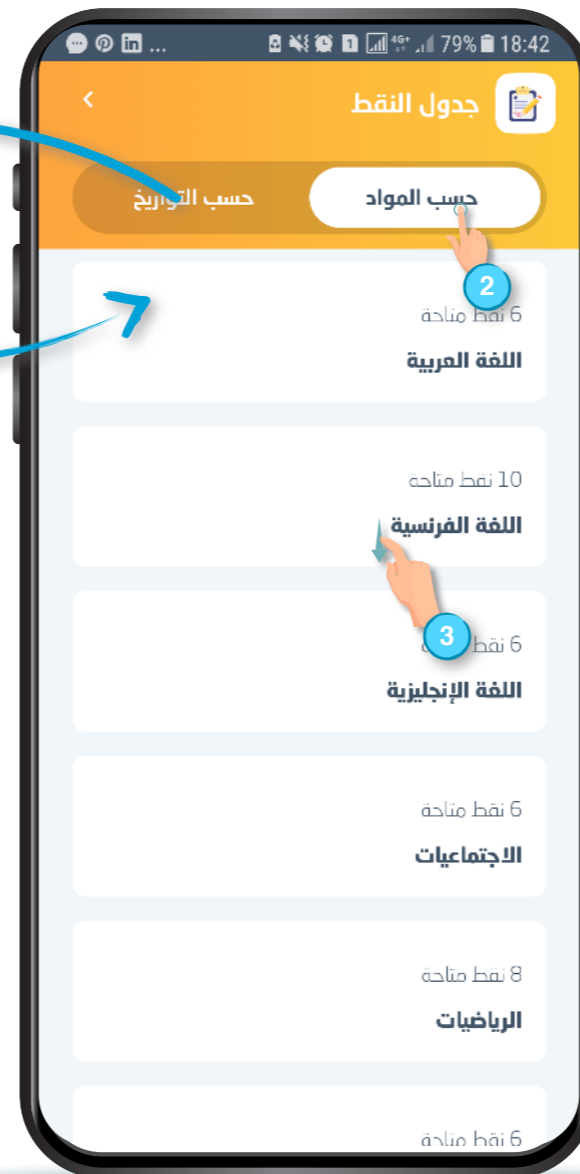 ... 79% 18:42
جدول النقط
حسب المواد حسب التواريخ
2
6 نقط متاحة
اللغة العربية
10 نقط متاحة
اللغة الفرنسية
3
6 نقط
اللغة الإنجليزية
6 نقط متاحة
الاجتماعيات
8 نقط متاحة
الرياضيات
6 نقط متاحة